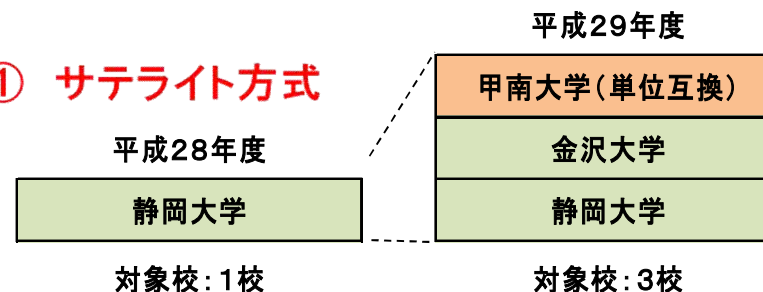 ① サテライト方式
平成28年度
静岡大学
対象校：1校
平成29年度
甲南大学（単位互換）
金沢大学
静岡大学
対象校：3校